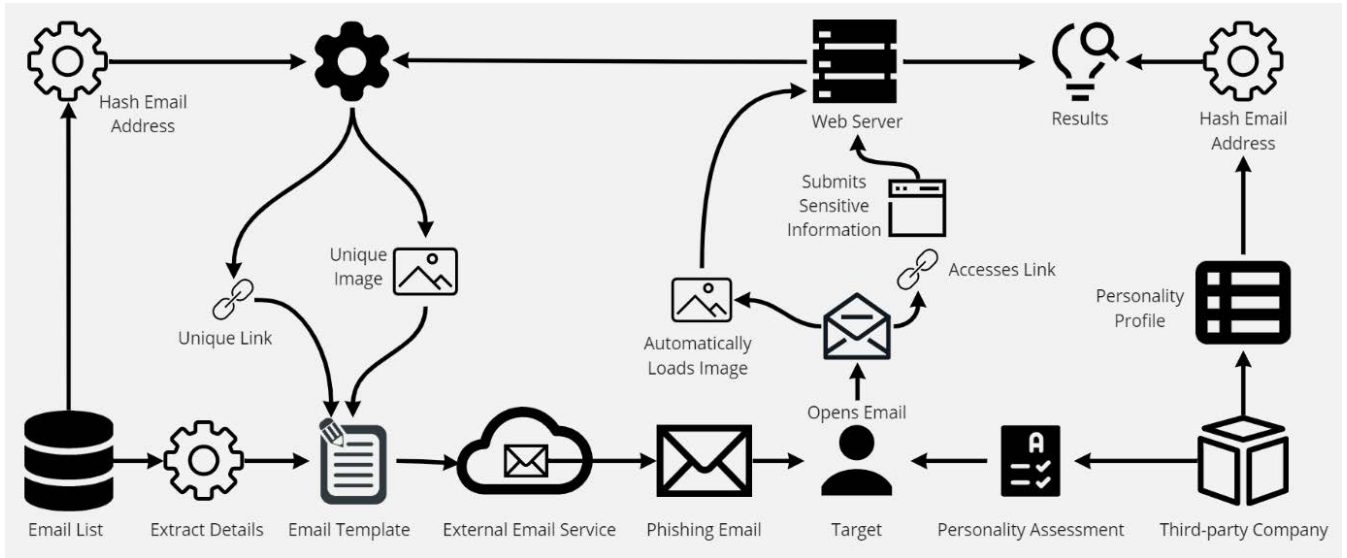 Hash Email
Address
Web Server
Results
Hash Email
Address
Submits
Sensitive
Information
Unique
Image
Accesses Link
Personality
Profile
Unique Link
Automatically
Loads Image
Opens Email
A
Email List
Extract Details
Email Template
External Email Service
Phishing Email
Target
Personality Assessment
Third-party Company